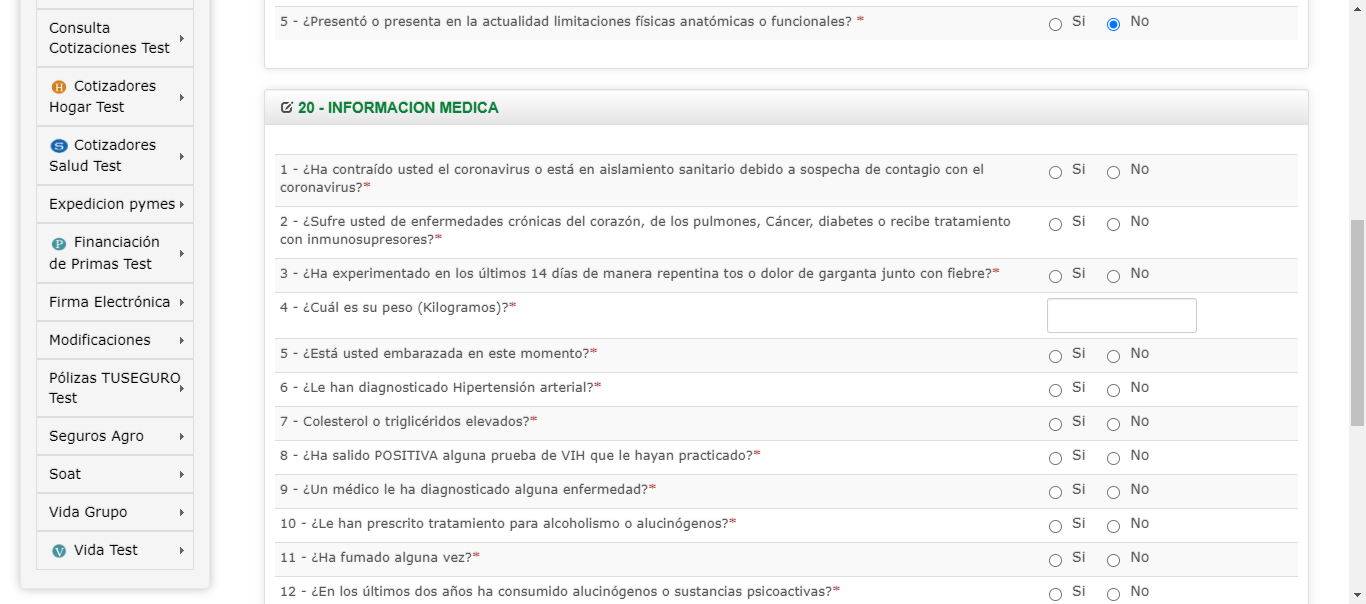 Consulta
Cotizaciones Test
H Cotizadores
Hogar Test
S Cotizadores
Salud Test
Expedicion pymes
P Financiación
de Primas Test
Firma Electrónica
Modificaciones
Pólizas TUSEGURO
Test
Seguros Agro
Soat
Vida Grupo
V Vida Test
5 - ¿Presentó o presenta en la actualidad limitaciones físicas anatómicas o funcionales? * Si No
20 - INFORMACION MEDICA
1 - ¿Ha contraído usted el coronavirus o está en aislamiento sanitario debido a sospecha de contagio con el Si No
coronavirus?*
2 - ¿Sufre usted de enfermedades crónicas del corazón, de los pulmones, Cáncer, diabetes o recibe tratamiento Si No
con inmunosupresores?*
3 - ¿Ha experimentado en los últimos 14 días de manera repentina tos o dolor de garganta junto con fiebre?* Si No
4 - ¿Cuál es su peso (Kilogramos)?*
5 - ¿Está usted embarazada en este momento?* Si No
6 - ¿Le han diagnosticado Hipertensión arterial?* Si No
7 - Colesterol o triglicéridos elevados?* Si No
8 - ¿Ha salido POSITIVA alguna prueba de VIH que le hayan practicado?* Si No
9 - ¿Un médico le ha diagnosticado alguna enfermedad?* Si No
10 - ¿Le han prescrito tratamiento para alcoholismo o alucinógenos?* Si No
11 - ¿Ha fumado alguna vez?* Si No
12 - ¿En los últimos dos años ha consumido alucinógenos o sustancias psicoactivas?* Si No